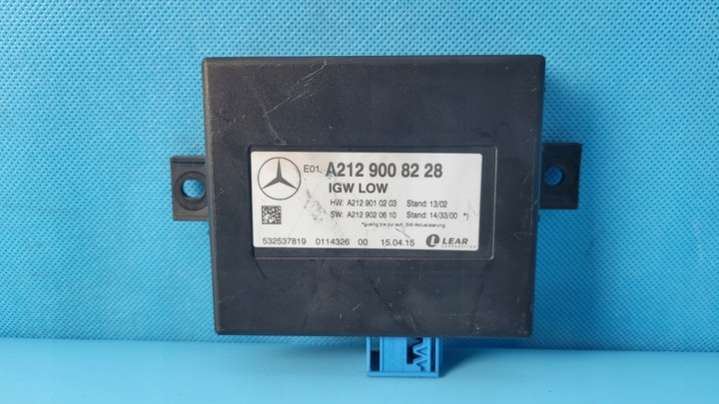 E01. A212 900 82 28
IGW LOW
HW: A212 901 02 03 Stand: 13/02
SW: A212 902 06 10 Stand: 14/33/00 *)
532537819 0114326 00 15.04.15 LEAR